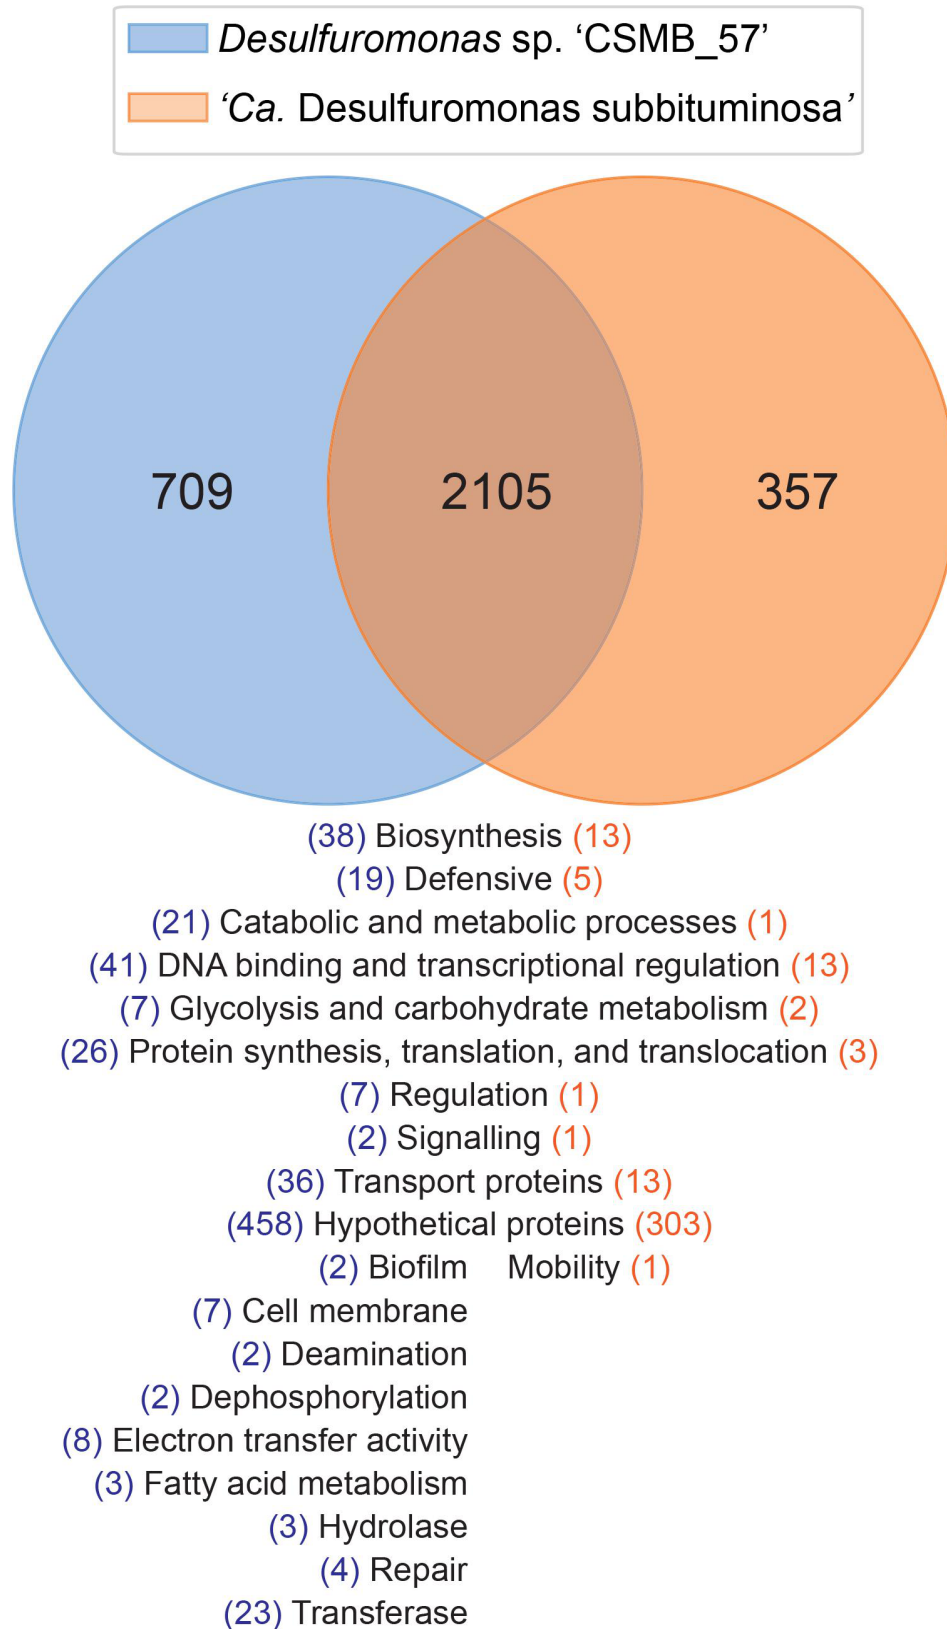 Desulfuromonas sp. ‘CSMB_57’
‘Ca. Desulfuromonas subbituminosa’
709 2105 357
(38) Biosynthesis (13)
(19) Defensive (5)
(21) Catabolic and metabolic processes (1)
(41) DNA binding and transcriptional regulation (13)
(7) Glycolysis and carbohydrate metabolism (2)
(26) Protein synthesis, translation, and translocation (3)
(7) Regulation (1)
(2) Signalling (1)
(36) Transport proteins (13)
(458) Hypothetical proteins (303)
(2) Biofilm Mobility (1)
(7) Cell membrane
(2) Deamination
(2) Dephosphorylation
(8) Electron transfer activity
(3) Fatty acid metabolism
(3) Hydrolase
(4) Repair
(23) Transferase